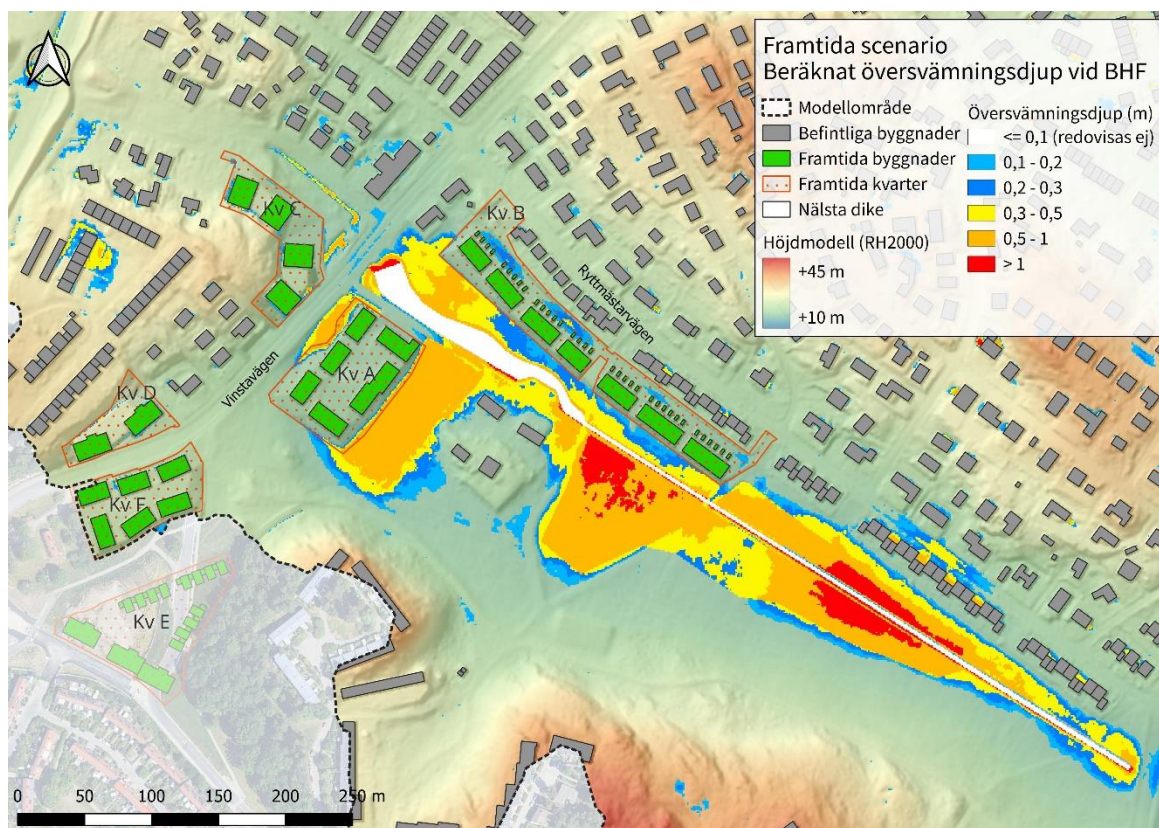 Framtida scenario
Beräknat översvämningsdjup vid BHF
Modellområde
Befintliga byggnader
Framtida byggnader
Framtida kvarter
Nälsta dike
Höjdmodell (RH2000)
+45 m
+10 m
Översvämningsdjup (m)
<= 0,1 (redovisas ej)
0,1 - 0,2
0,2 - 0,3
0,3 - 0,5
0,5 - 1
> 1
Kv C
Kv B
Ryttmästarvägen
Kv A
Vinstavägen
Kv D
Kv F
Kv E
0 50 100 150 200 250 m